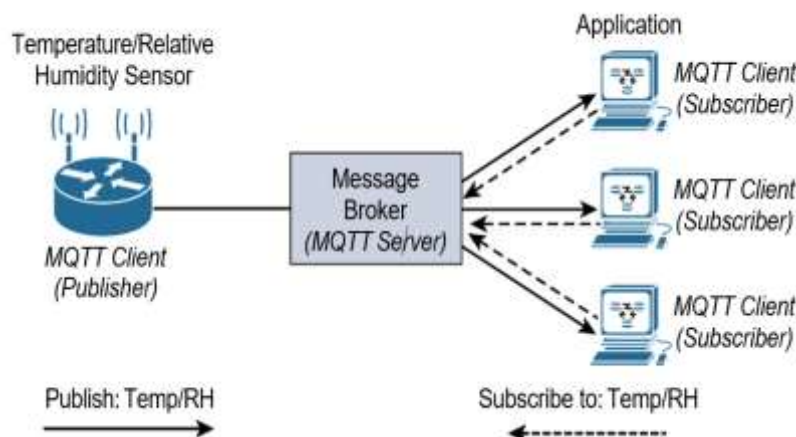 Temperature/Relative
Humidity Sensor
MQTT Client
(Publisher)
Message
Broker
(MQTT Server)
Application
MQTT Client
(Subscriber)
MQTT Client
(Subscriber)
MQTT Client
(Subscriber)
Publish: Temp/RH
Subscribe to: Temp/RH